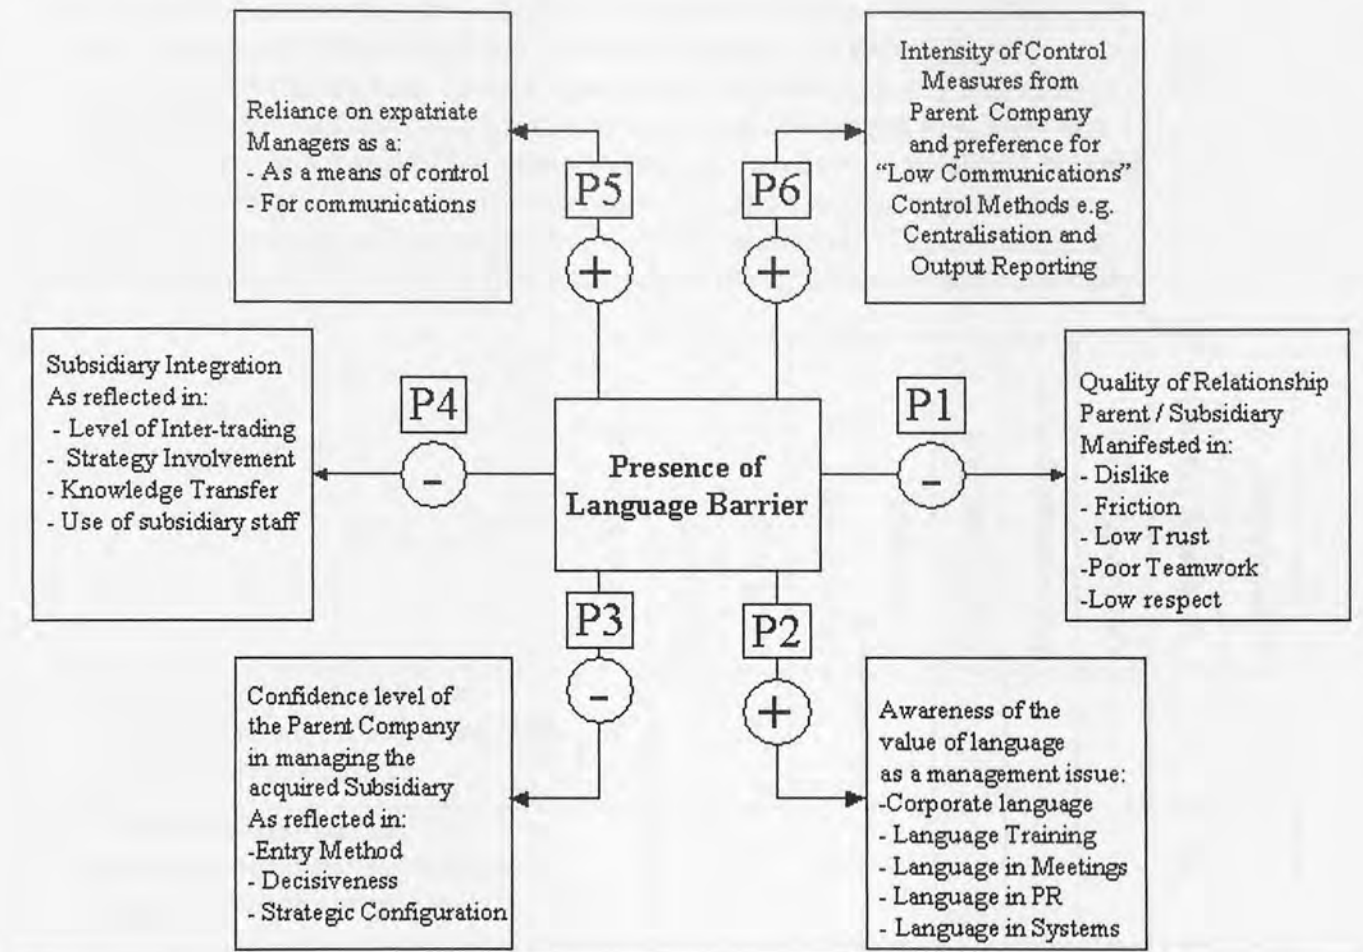 Reliance on expatriate
Managers as a:
- As a means of control
- For communications
P5
+
P6
+
Intensity of Control
Measures from
Parent Company
and preference for
“Low Communications”
Control Methods e.g.
Centralisation and
Output Reporting
Subsidiary Integration
As reflected in:
- Level of Inter-trading
- Strategy Involvement
- Knowledge Transfer
- Use of subsidiary staff
P4
-
Presence of
Language Barrier
P1
-
Quality of Relationship
Parent / Subsidiary
Manifested in:
- Dislike
- Friction
- Low Trust
-Poor Teamwork
-Low respect
P3
-
P2
+
Confidence level of
the Parent Company
in managing the
acquired Subsidiary
As reflected in:
-Entry Method
- Decisiveness
- Strategic Configuration
Awareness of the
value of language
as a management issue:
-Corporate language
- Language Training
- Language in Meetings
- Language in PR
- Language in Systems